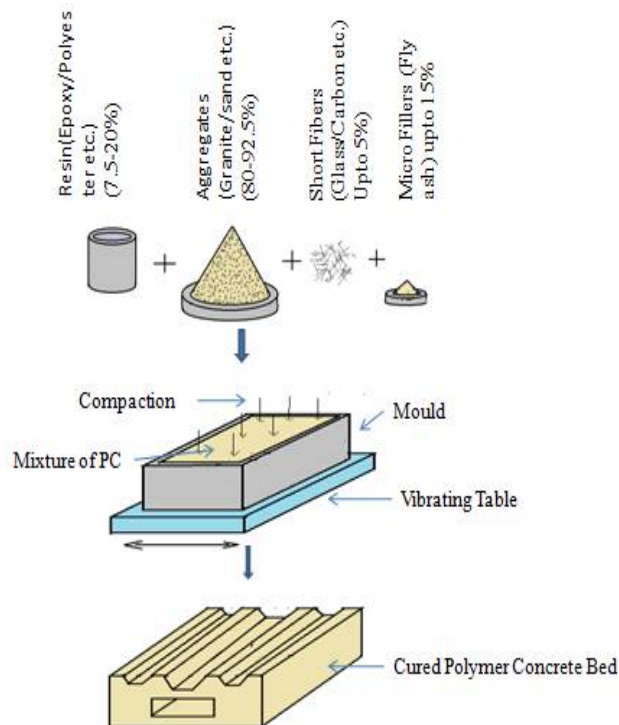 Resin(Epoxy/Polyes
ter etc.)
(7.5-20%)
Aggregates
(Granite/sand etc.)
(80-92.5%)
Short Fibers
(Glass/Carbon etc.)
Upto 5%
Micro Fillers (Fly
ash) upto 15%
+
+
+
Compaction
Mould
Mixture of PC
Vibrating Table
Cured Polymer Concrete Bed